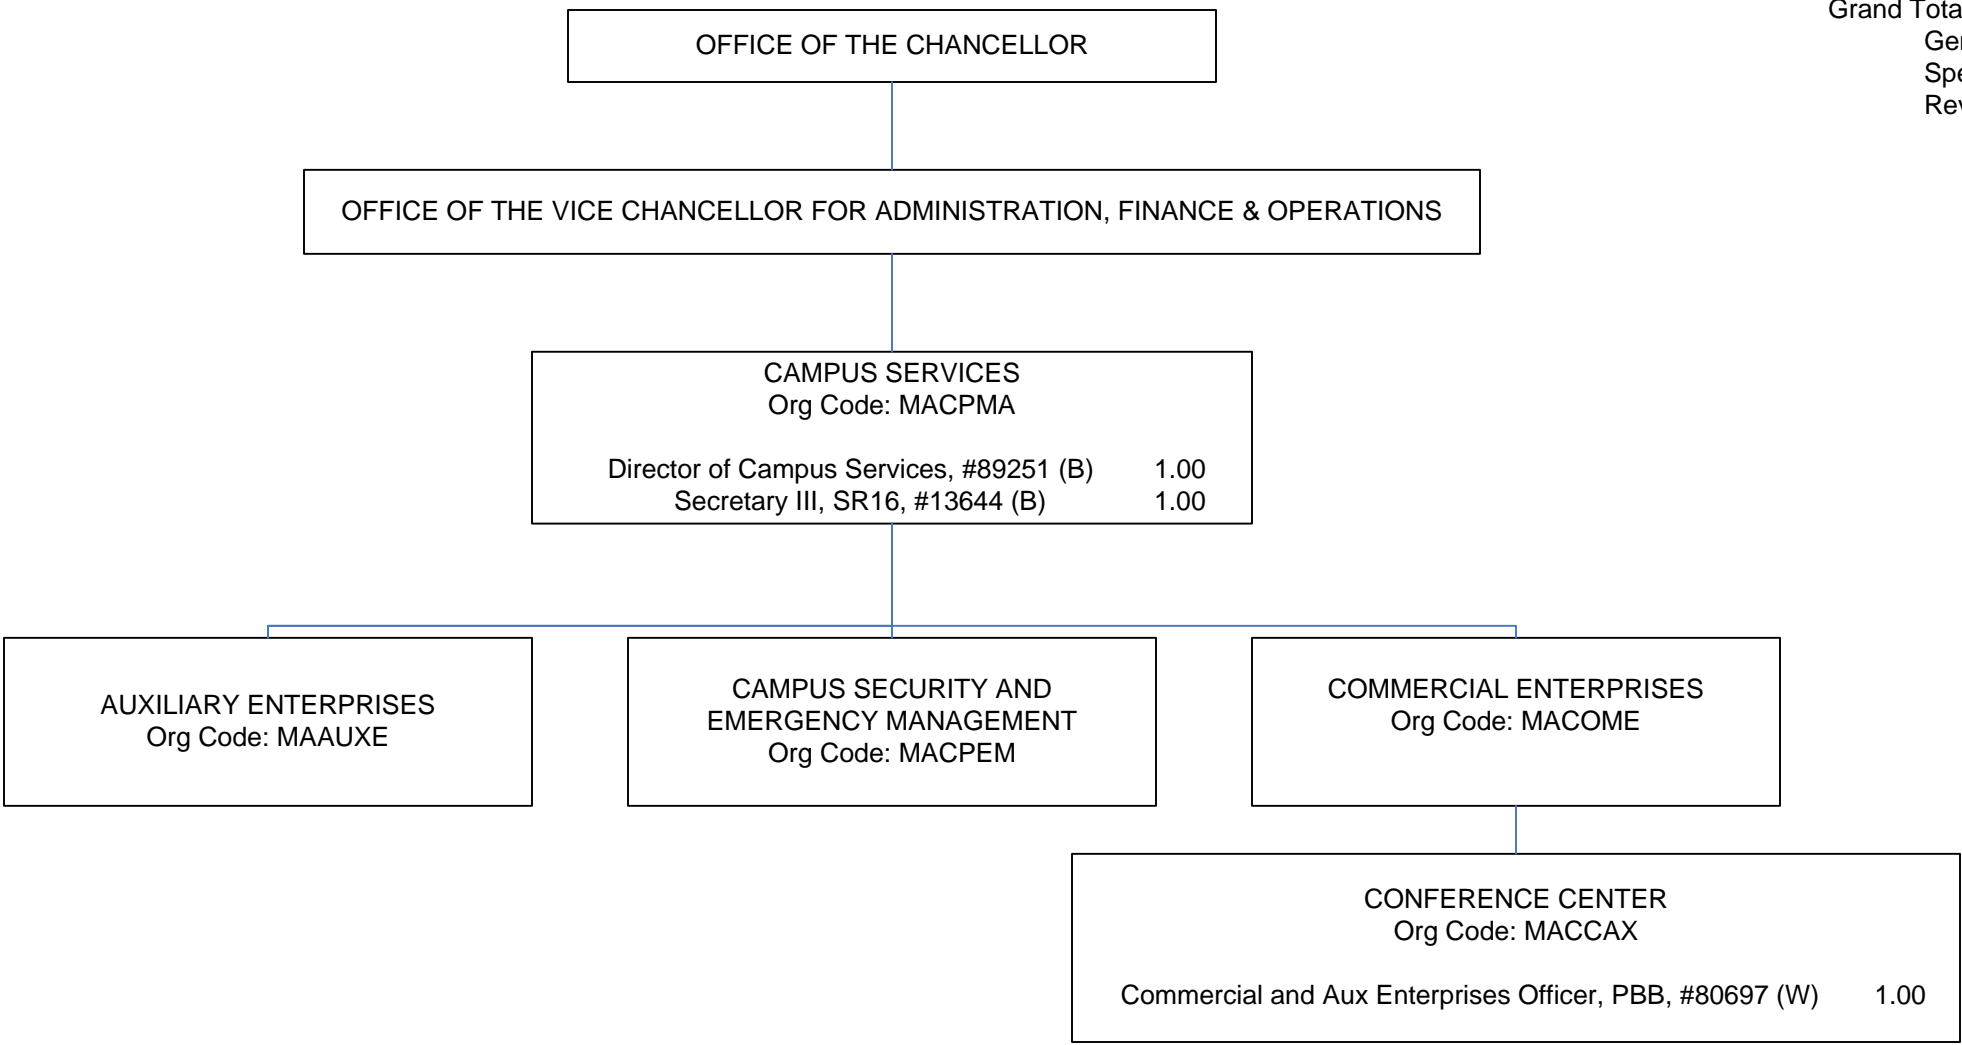 Grand Tota
Ger
Spe
Rev
OFFICE OF THE CHANCELLOR
OFFICE OF THE VICE CHANCELLOR FOR ADMINISTRATION, FINANCE & OPERATIONS
CAMPUS SERVICES
Org Code: MACPMA
Director of Campus Services, #89251 (B) 1.00
Secretary III, SR16, #13644 (B) 1.00
AUXILIARY ENTERPRISES
Org Code: MAAUXE
CAMPUS SECURITY AND
EMERGENCY MANAGEMENT
Org Code: MACPEM
COMMERCIAL ENTERPRISES
Org Code: MACOME
CONFERENCE CENTER
Org Code: MACCAX
Commercial and Aux Enterprises Officer, PBB, #80697 (W) 1.00